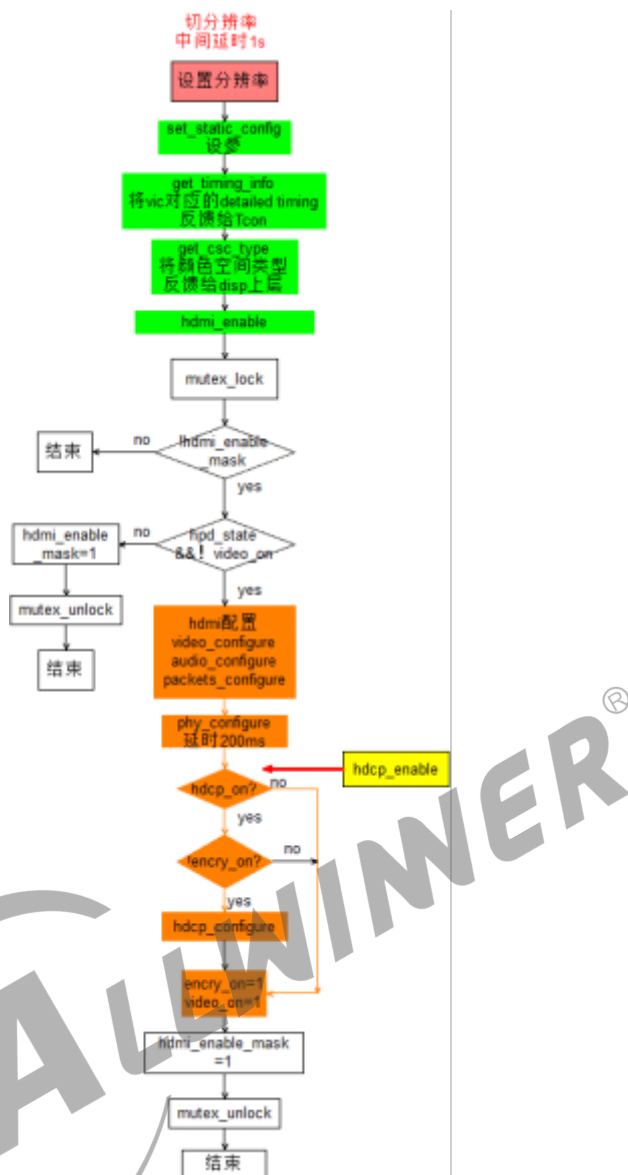 切分辨率
中间延时1s
设置分辨率
set_static_config
设参
get_timing_info
将vic对应的detailed timing
反馈给Tcon
get_csc_type
将颜色空间类型
反馈给disp上层
hdmi_enable
mutex_lock
!hdmi_enable
_mask
no
结束
yes
hpd_state
&&! video_on
no
hdmi_enable
_mask=1
mutex_unlock
结束
yes
hdmi配置
video_configure
audio_configure
packets_configure
phy_configure
延时200ms
hdcp_enable
hdcp_on?
no
yes
!encry_on?
no
yes
hdcp_configure
encry_on=1
video_on=1
hdmi_enable_mask
=1
mutex_unlock
结束
ALLWINNER®